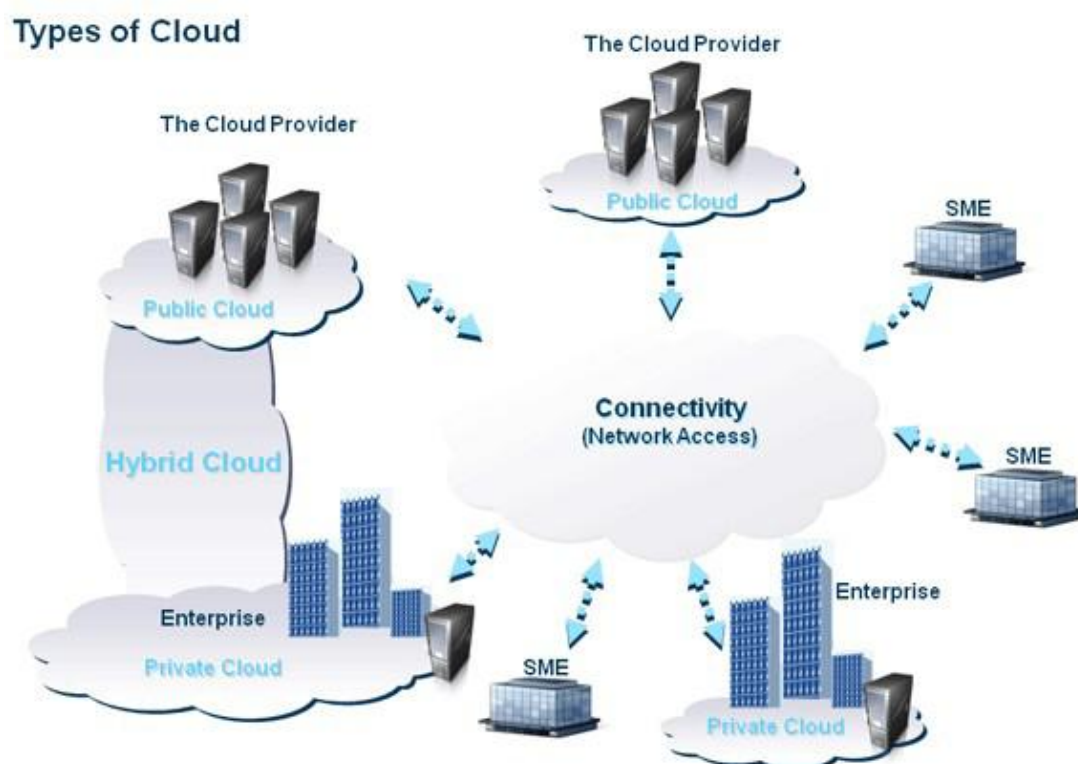 Types of Cloud
The Cloud Provider
The Cloud Provider
Public Cloud
SME
Public Cloud
Connectivity
(Network Access)
Hybrid Cloud
SME
Enterprise
Enterprise
Private Cloud
SME
Private Cloud